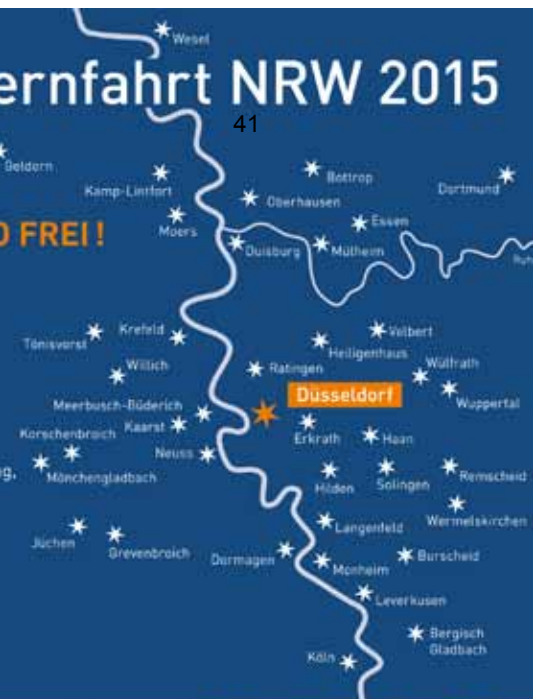 Wesel
ernfahrt NRW 2015
41
Geldern
Bottrop
Dortmund
Kamp-Lintfort
Oberhausen
Essen
Moers
O FREI!
Duisburg
Mülheim
Ruh
Tönisvorst
Krefeld
Velbert
Heiligenhaus
Willich
Ratingen
Wülfrath
Düsseldorf
Wuppertal
Meerbusch-Büderich
Kaarst
Korschenbroich
Erkrath
Haan
Neuss
ng,
Mönchengladbach
Hilden
Solingen
Remscheid
Langenfeld
Wermelskirchen
Jüchen
Grevenbroich
Dormagen
Monheim
Burscheid
Leverkusen
Bergisch
Gladbach
Köln